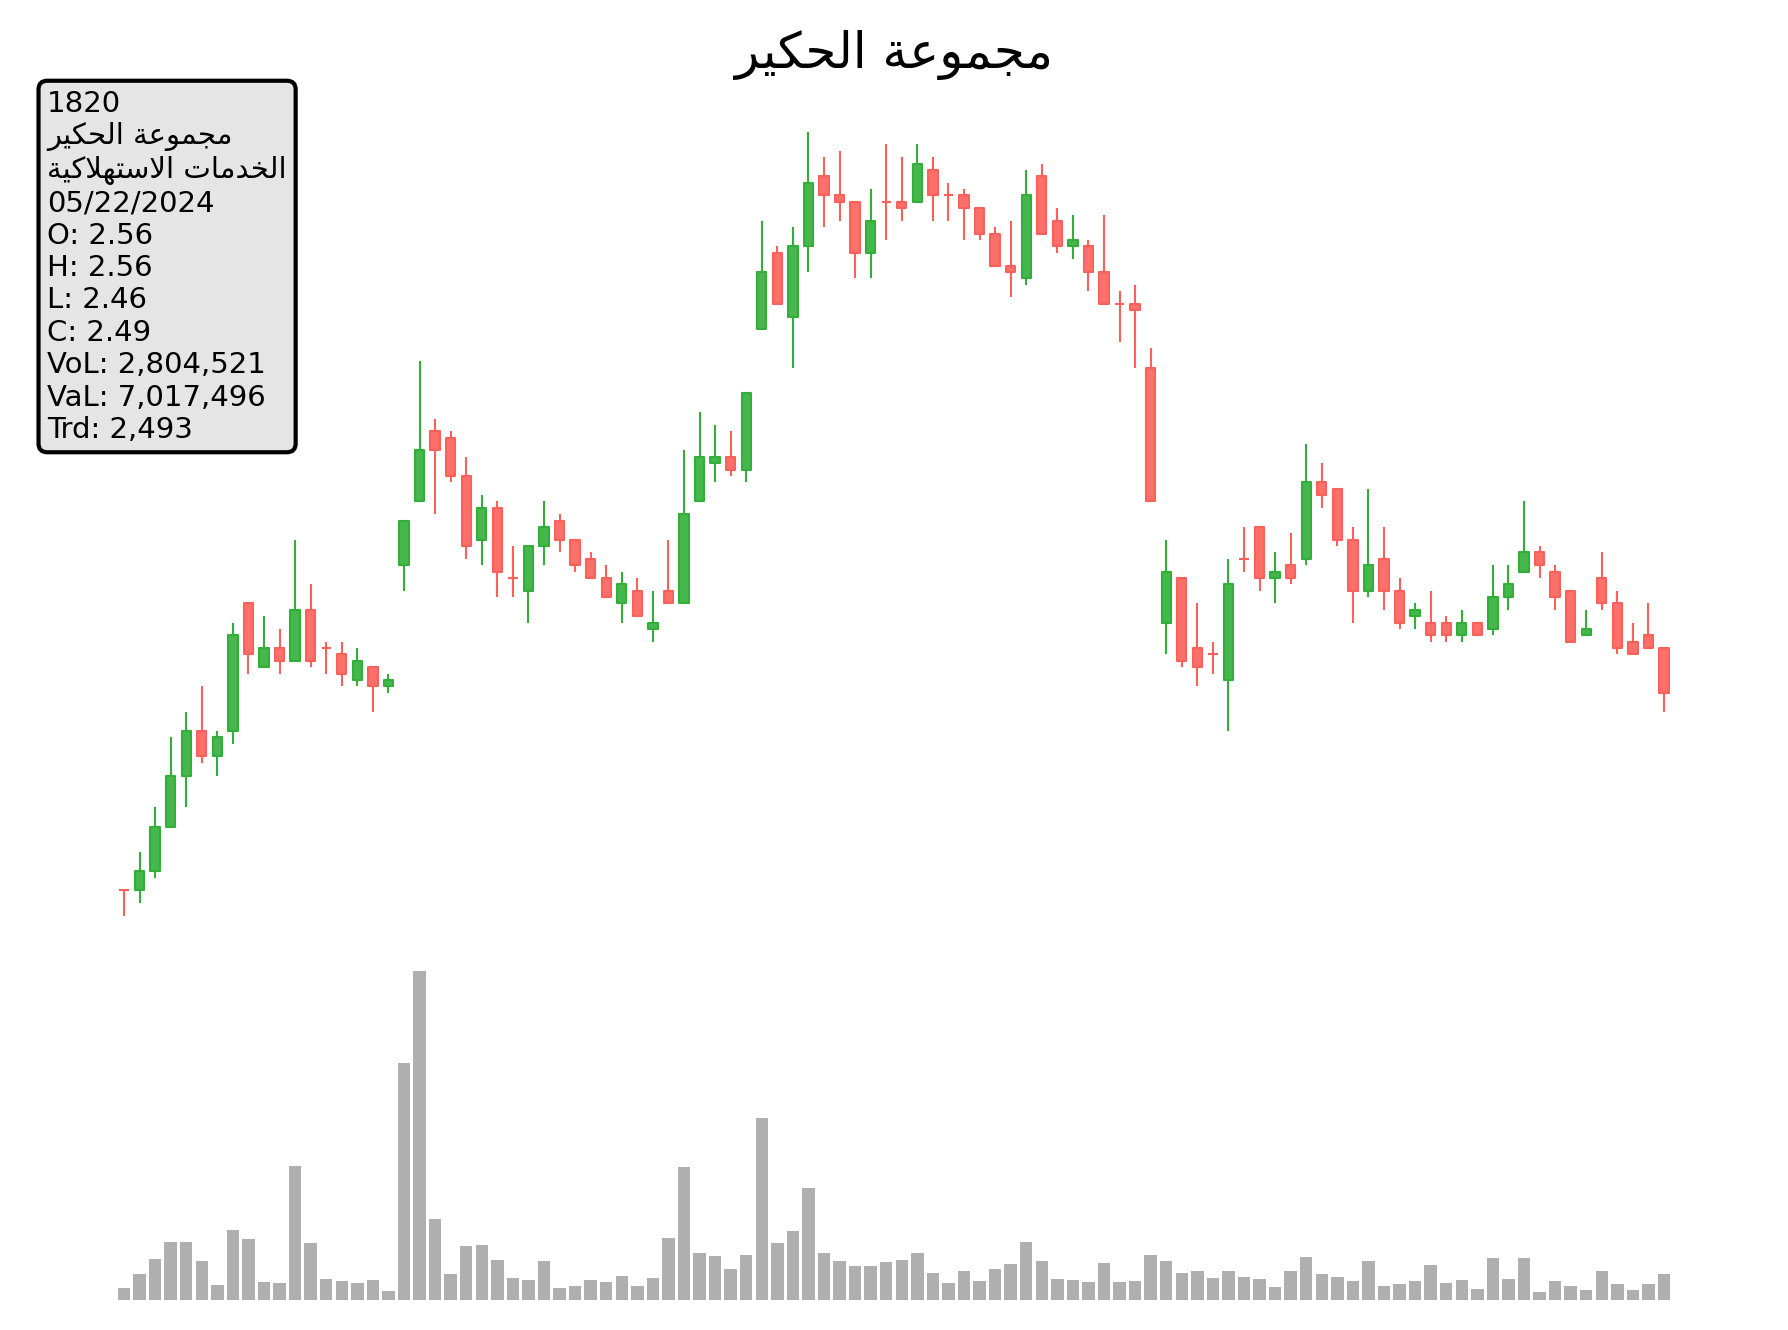 مجموعة الحكير
1820
مجموعة الحكير
الخدمات الاستهلاكية
05/22/2024
O: 2.56
H: 2.56
L: 2.46
C: 2.49
VoL: 2,804,521
VaL: 7,017,496
Trd: 2,493